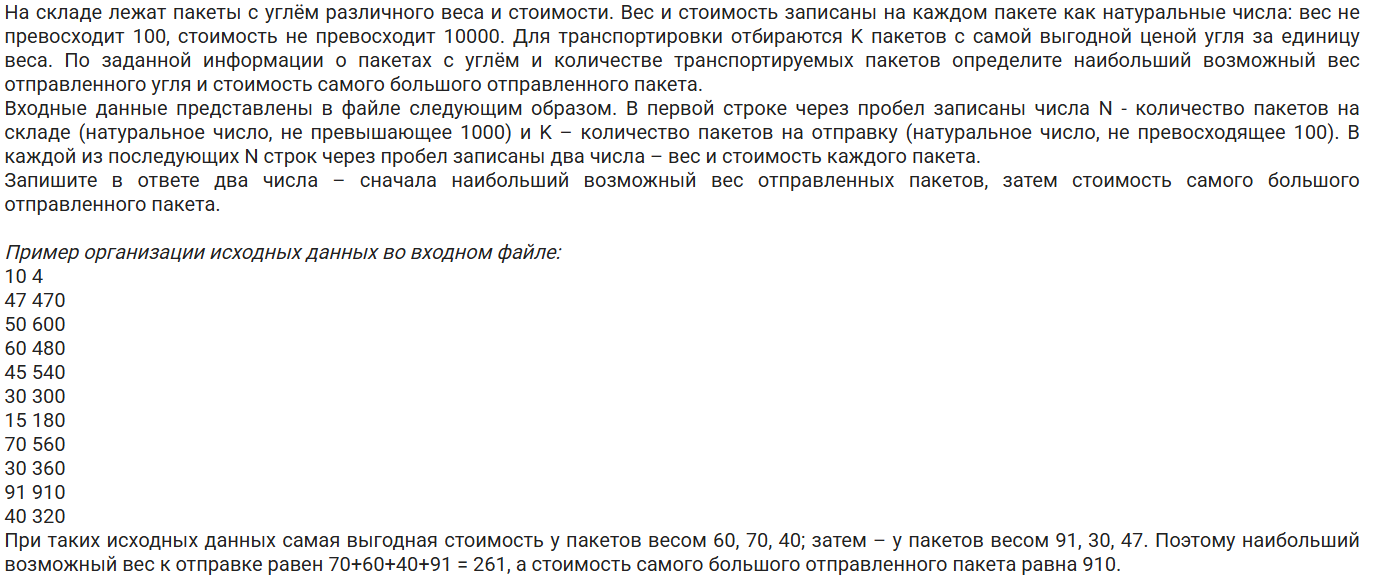 На складе лежат пакеты с углём различного веса и стоимости. Вес и стоимость записаны на каждом пакете как натуральные числа: вес не
превосходит 100, стоимость не превосходит 10000. Для транспортировки отбираются K пакетов с самой выгодной ценой угля за единицу
веса. По заданной информации о пакетах с углём и количестве транспортируемых пакетов определите наибольший возможный вес
отправленного угля и стоимость самого большого отправленного пакета.
Входные данные представлены в файле следующим образом. В первой строке через пробел записаны числа N - количество пакетов на
складе (натуральное число, не превышающее 1000) и K – количество пакетов на отправку (натуральное число, не превосходящее 100). В
каждой из последующих N строк через пробел записаны два числа – вес и стоимость каждого пакета.
Запишите в ответе два числа – сначала наибольший возможный вес отправленных пакетов, затем стоимость самого большого
отправленного пакета.
Пример организации исходных данных во входном файле:
10 4
47 470
50 600
60 480
45 540
30 300
15 180
70 560
30 360
91 910
40 320
При таких исходных данных самая выгодная стоимость у пакетов весом 60, 70, 40; затем – у пакетов весом 91, 30, 47. Поэтому наибольший
возможный вес к отправке равен 70+60+40+91 = 261, а стоимость самого большого отправленного пакета равна 910.